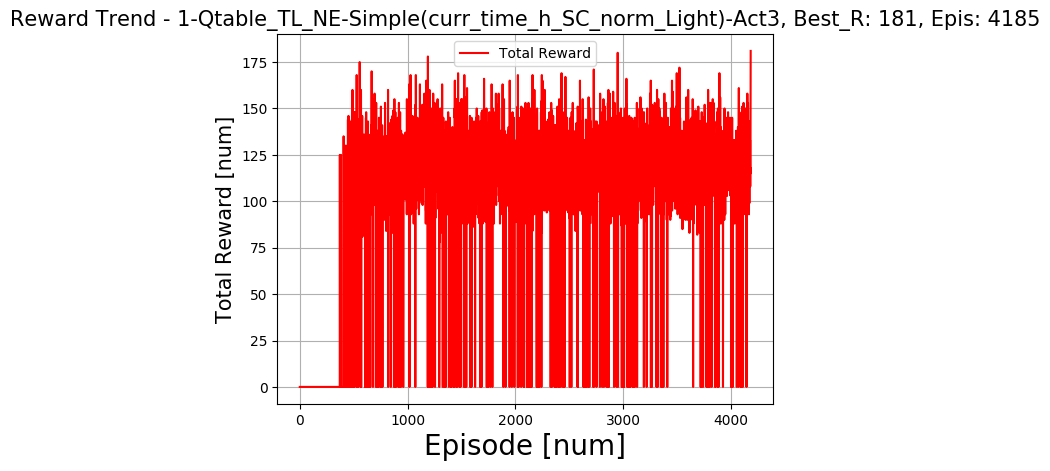 Reward Trend - 1-Qtable_TL_NE-Simple(curr_time_h_SC_norm_Light)-Act3, Best_R: 181, Epis: 4185
Total Reward
175
150
125
100
75
50
25
0
Total Reward [num]
0 1000 2000 3000 4000
Episode [num]